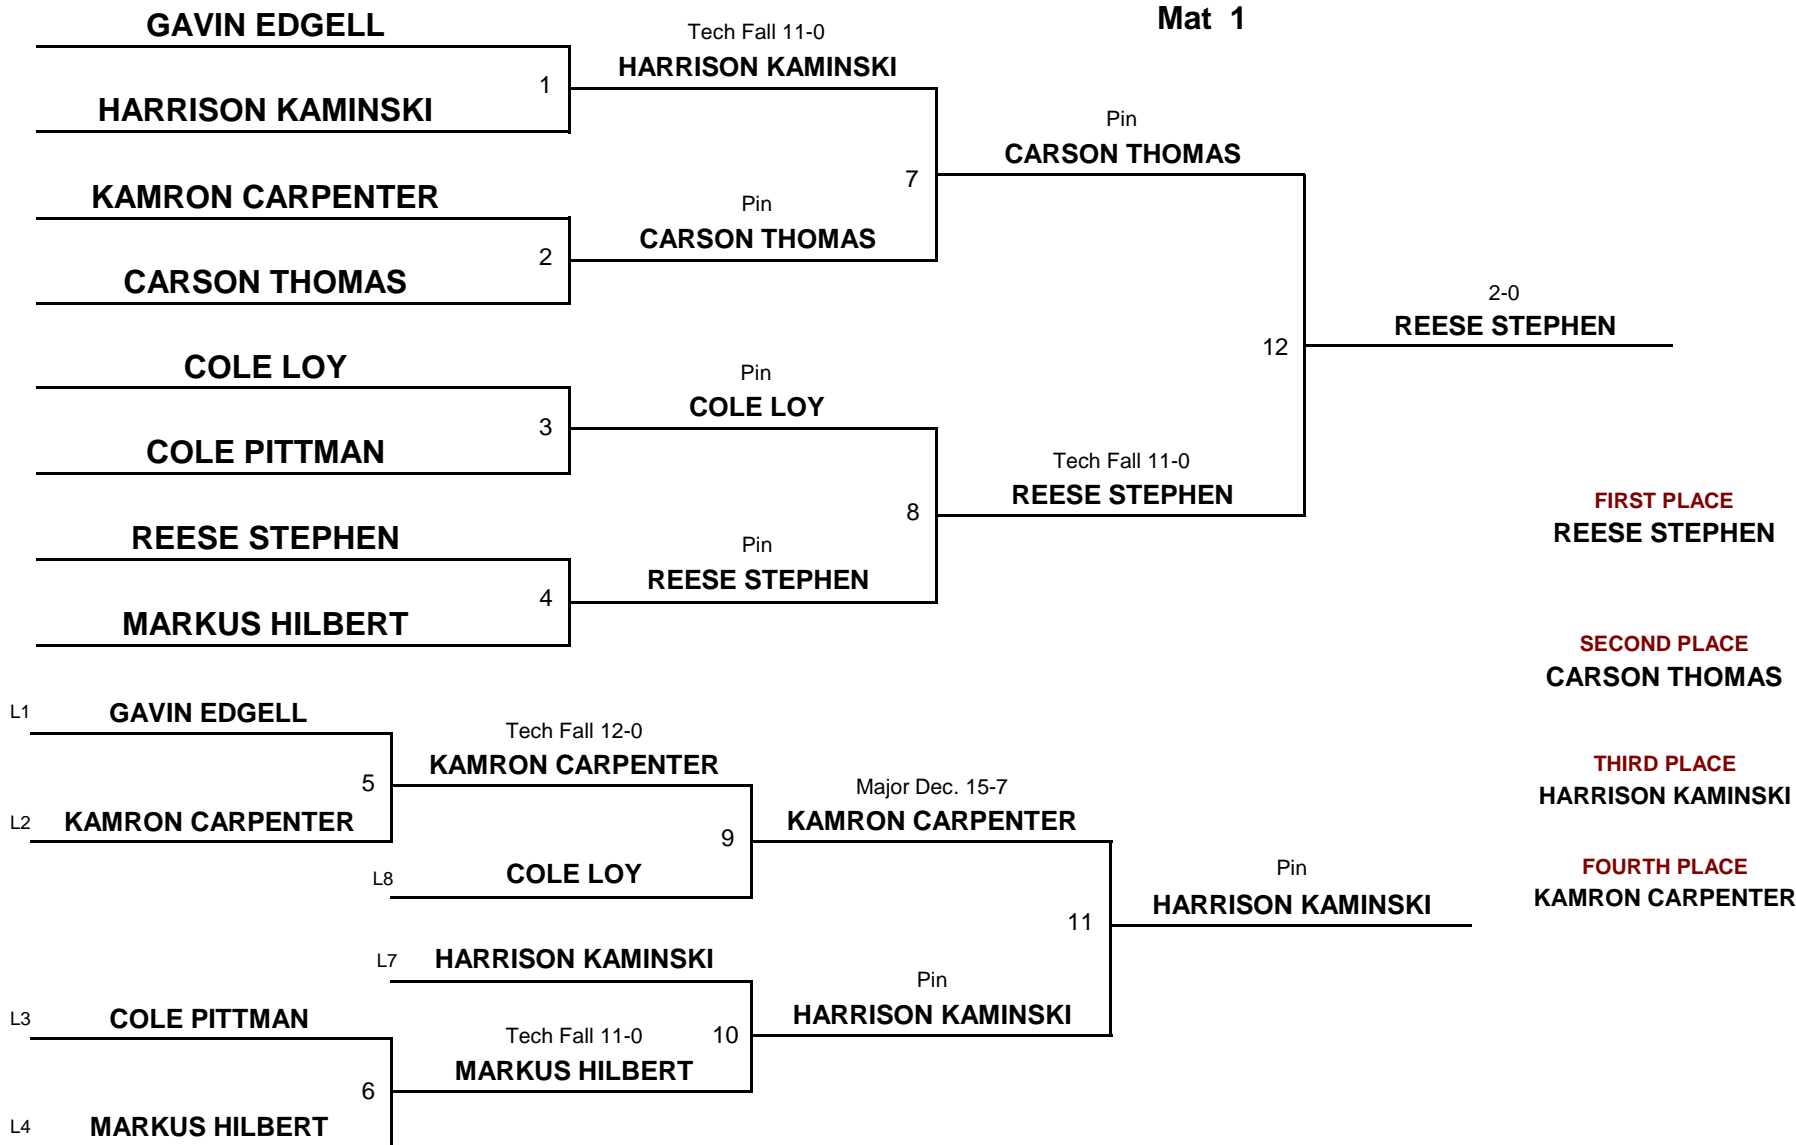 Mat 1
GAVIN EDGELL
1
HARRISON KAMINSKI
Tech Fall 11-0
HARRISON KAMINSKI
KAMRON CARPENTER
2
CARSON THOMAS
Pin
CARSON THOMAS
7
Pin
CARSON THOMAS
COLE LOY
3
COLE PITTMAN
Pin
COLE LOY
REESE STEPHEN
4
MARKUS HILBERT
Pin
REESE STEPHEN
8
Tech Fall 11-0
REESE STEPHEN
12
2-0
REESE STEPHEN
FIRST PLACE
REESE STEPHEN
SECOND PLACE
CARSON THOMAS
THIRD PLACE
HARRISON KAMINSKI
FOURTH PLACE
KAMRON CARPENTER
L1 GAVIN EDGELL
5
L2 KAMRON CARPENTER
Tech Fall 12-0
KAMRON CARPENTER
9
L8 COLE LOY
Major Dec. 15-7
KAMRON CARPENTER
L7 HARRISON KAMINSKI
10
L3 COLE PITTMAN
6
L4 MARKUS HILBERT
Tech Fall 11-0
MARKUS HILBERT
Pin
HARRISON KAMINSKI
11
Pin
HARRISON KAMINSKI